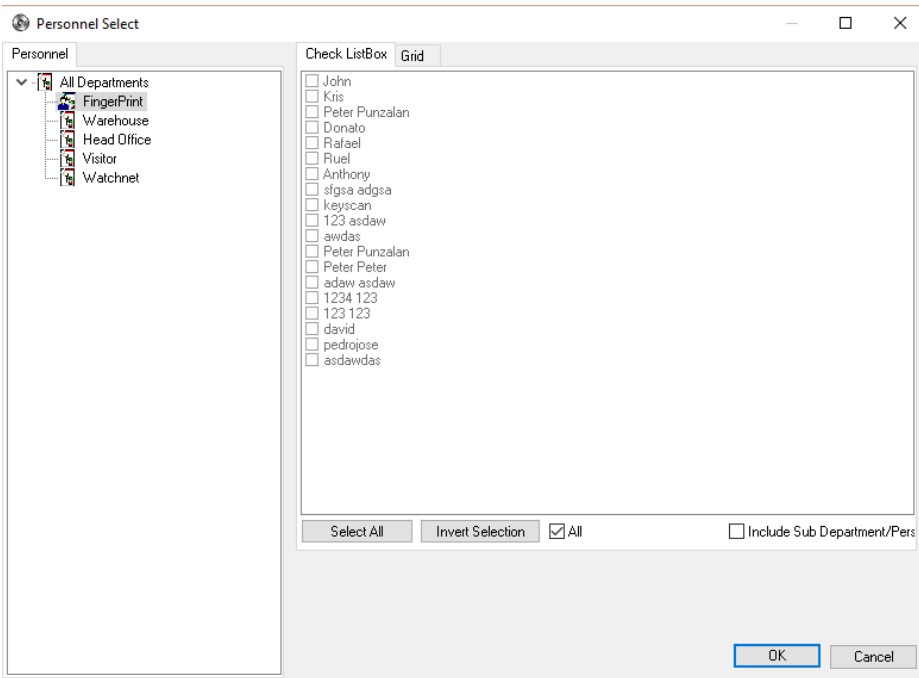 Personnel Select
Personnel
All Departments
FingerPrint
Warehouse
Head Office
Visitor
Watchnet
Check ListBox Grid
John
Kris
Peter Punzalan
Donato
Rafael
Ruel
Anthony
sfgsa adgsa
keyscan
123 asdaw
awdas
Peter Punzalan
Peter Peter
adaw asdaw
1234 123
123 123
david
pedrojose
asdawdas
Select All Invert Selection All Include Sub Department/Pers
OK Cancel